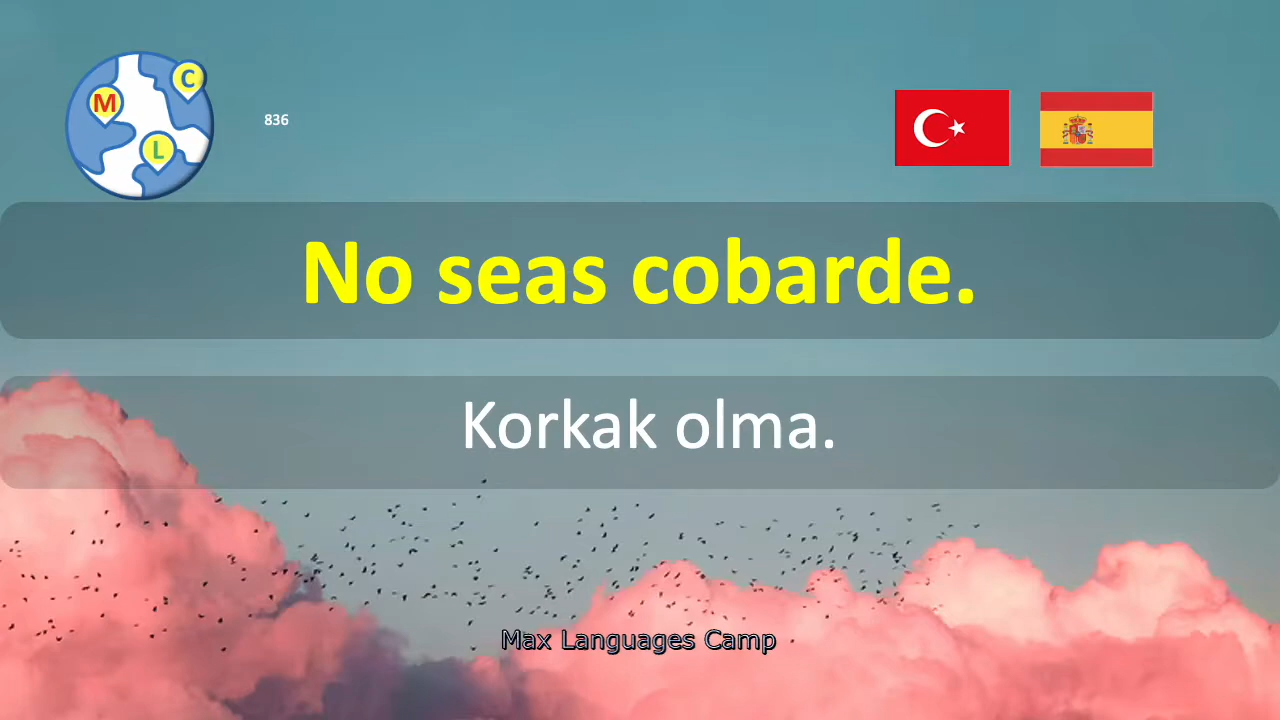 C
M
L
836
No seas cobarde.
Korkak olma.
Max Languages Camp